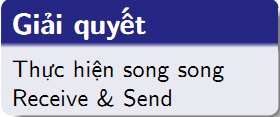 Giải quyết
Thực hiện song song
Receive & Send